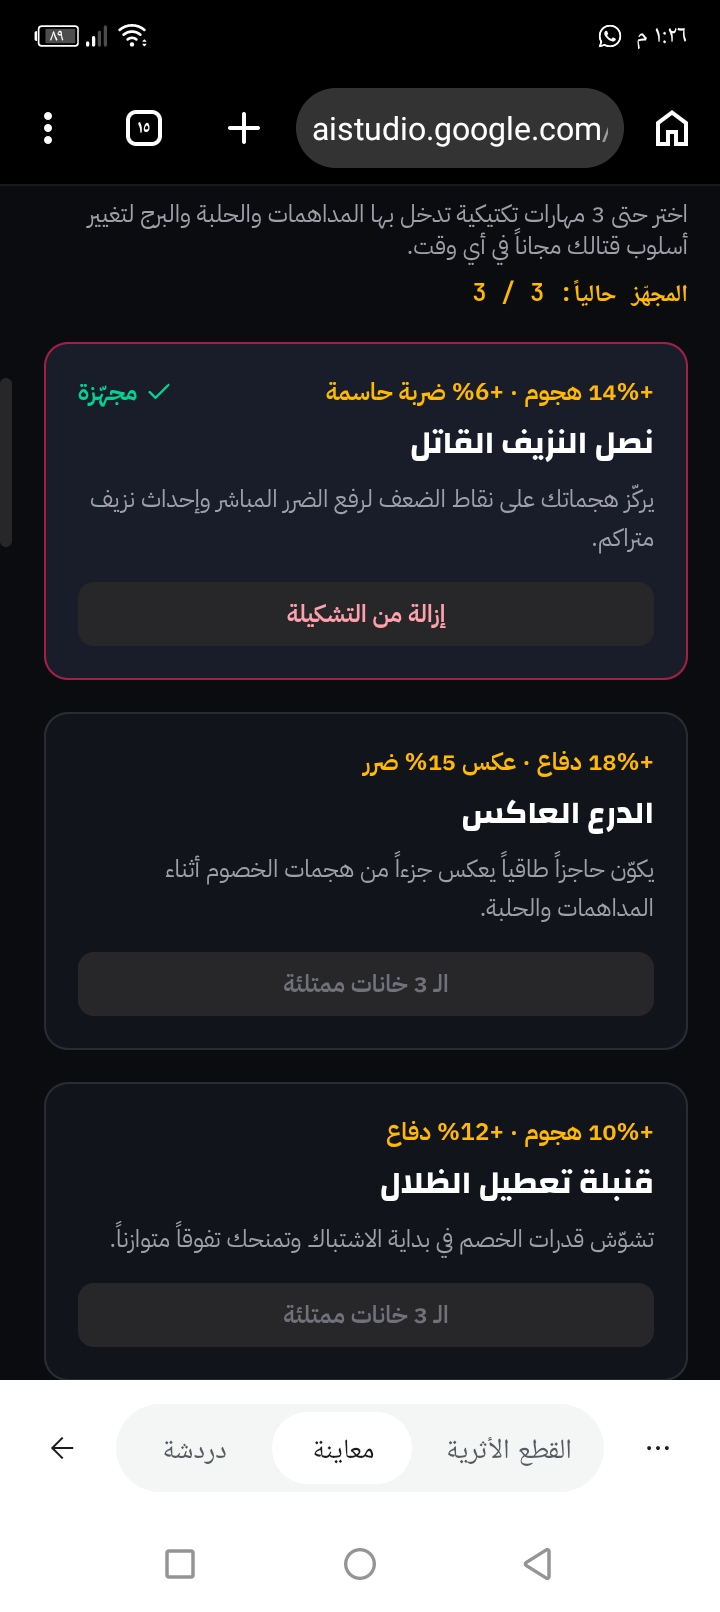 ١:٢٦ م
٨٩
aistudio.google.com/
١٥
اختر حتى 3 مهارات تكتيكية تدخل بها المداهمات والحلبة والبرج لتغيير
أسلوب قتالك مجاناً في أي وقت.
المجهّز حالياً: 3 / 3
+14% هجوم · +6% ضربة حاسمة
مجهّزة
نصل النزيف القاتل
يركّز هجماتك على نقاط الضعف لرفع الضرر المباشر وإحداث نزيف
متراكم.
إزالة من التشكيلة
+18% دفاع · عكس 15% ضرر
الدرع العاكس
يكوّن حاجزاً طاقياً يعكس جزءاً من هجمات الخصوم أثناء
المداهمات والحلبة.
الـ 3 خانات ممتلئة
+10% هجوم · +12% دفاع
قنبلة تعطيل الظلال
تشوّش قدرات الخصم في بداية الاشتباك وتمنحك تفوقاً متوازناً.
الـ 3 خانات ممتلئة
القطع الأثرية
معاينة
دردشة